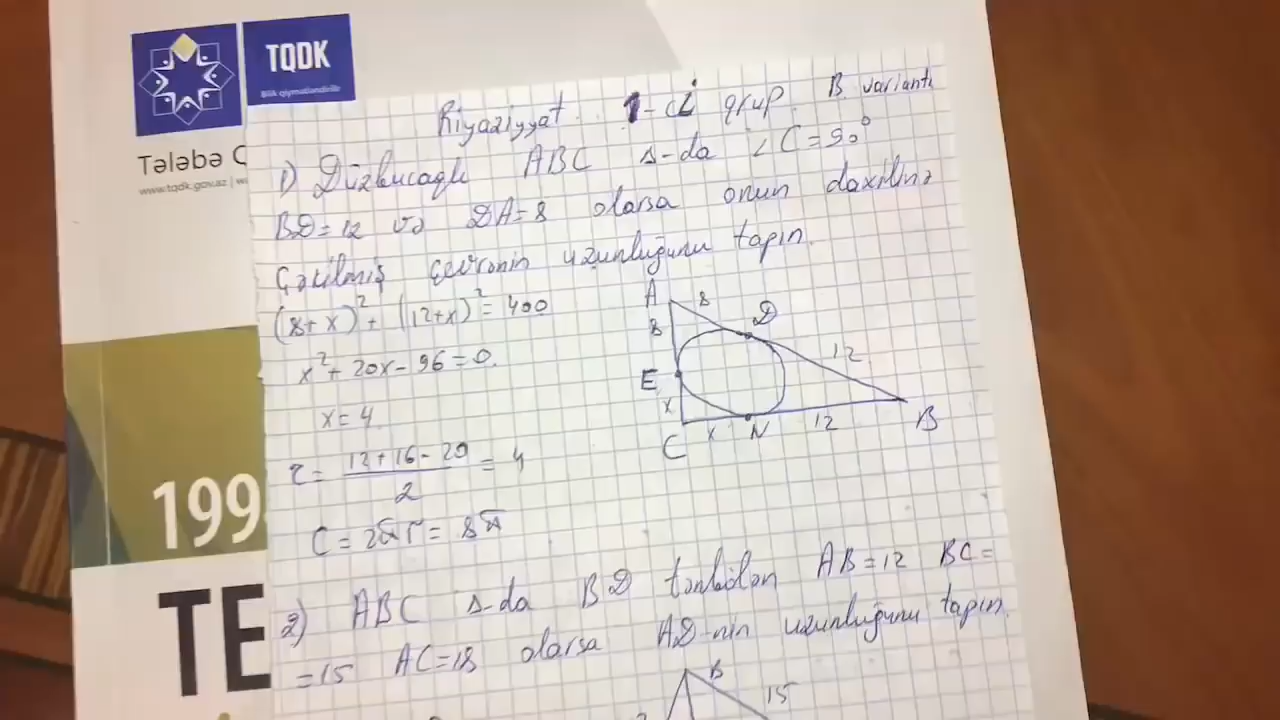 TQDK
Bilik qiymətləndirilir
Tələbə Q
www.tqdk.gov.az | w
199
TE
Riyaziyyat 1-ci qrup. B variantı
1) Düzbucaqlı ABC Δ-da ∠C=90°
BD=12 və DA=8 olarsa onun daxilinə
Çəkilmiş çevrənin uzunluğunu tapın.
(8+x)²+(12+x)²=400
x²+20x-96=0.
x=4.
r=(12+16-20)/2=4
C=2πr=8π
A 8 D
8 12
E
x
C x N 12 B
2) ABC Δ-da BD tənbölən AB=12 BC=
=15 AC=18 olarsa AD-nin uzunluğunu tapın.
B
15